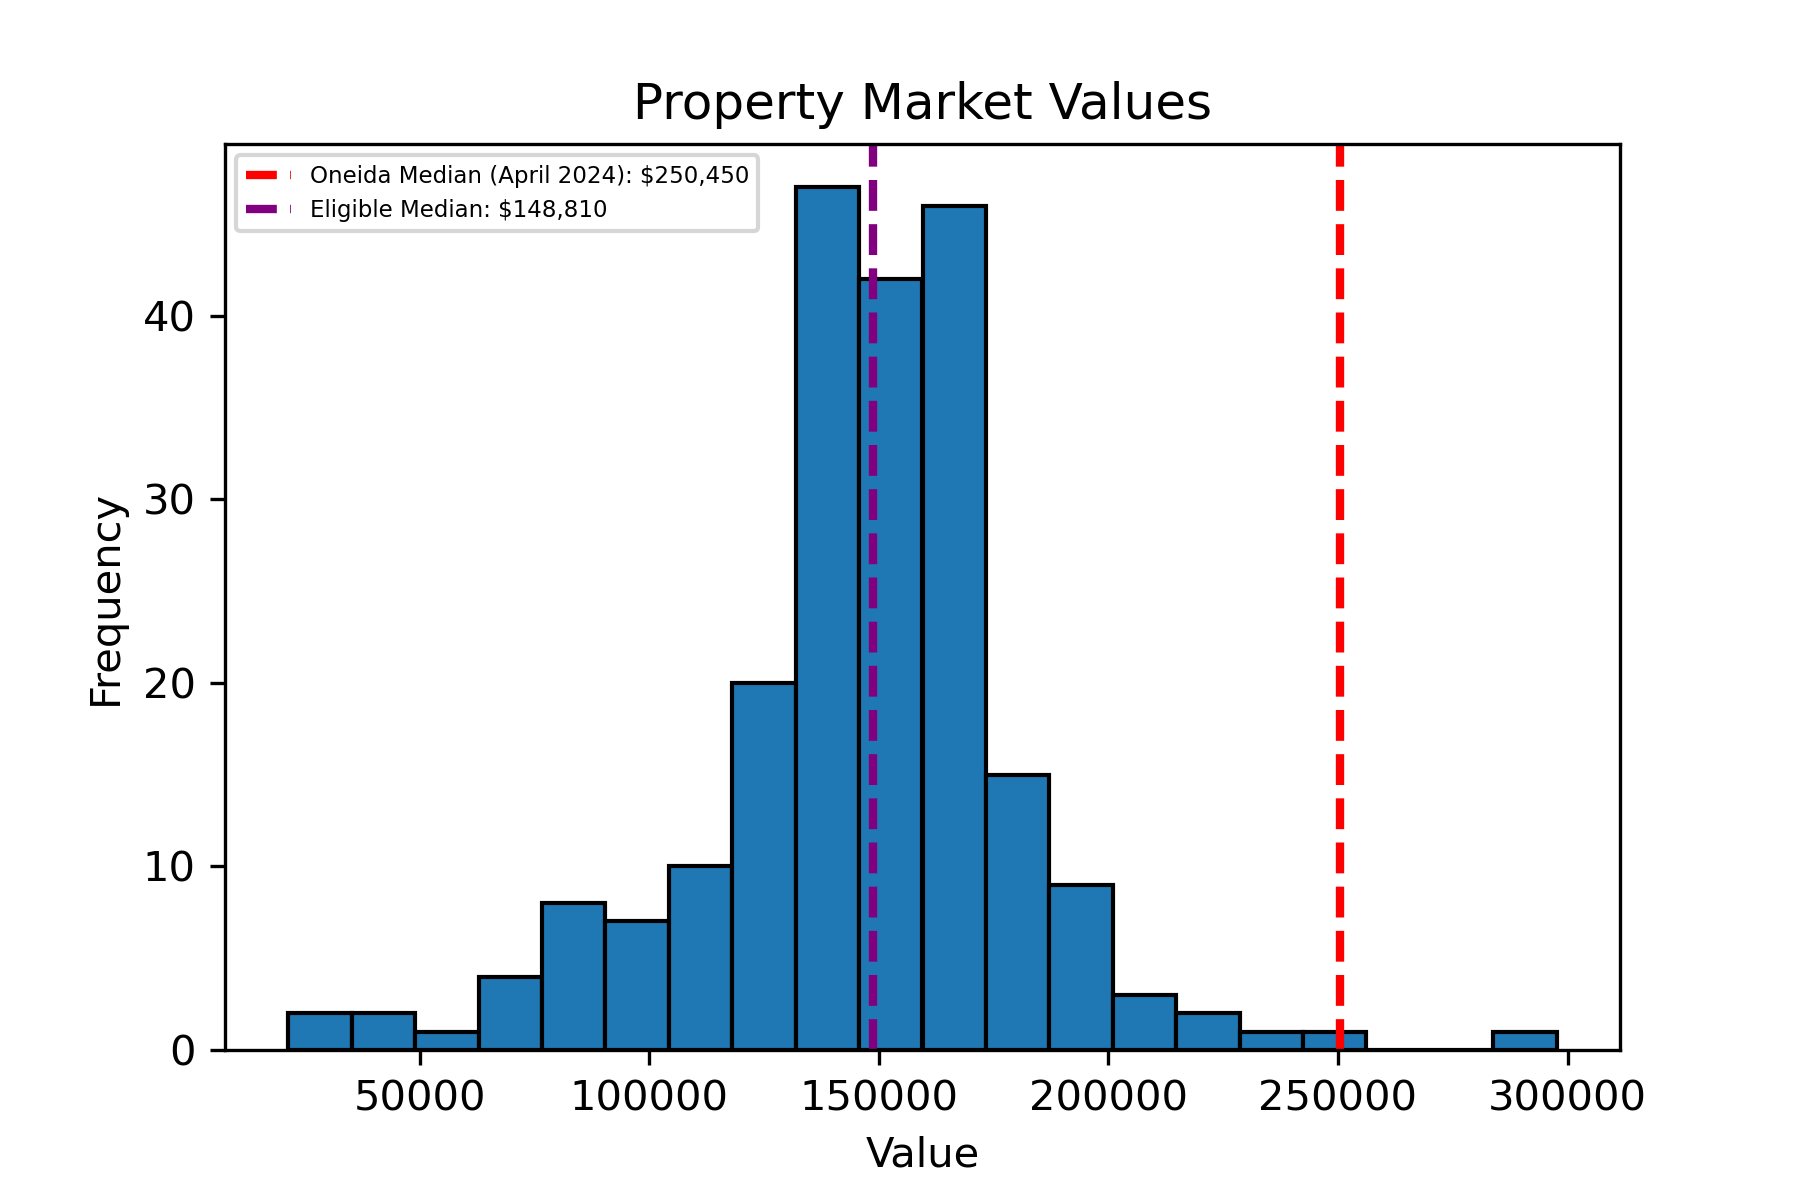 Property Market Values
Oneida Median (April 2024): $250,450
Eligible Median: $148,810
Frequency
40
30
20
10
0
50000 100000 150000 200000 250000 300000
Value